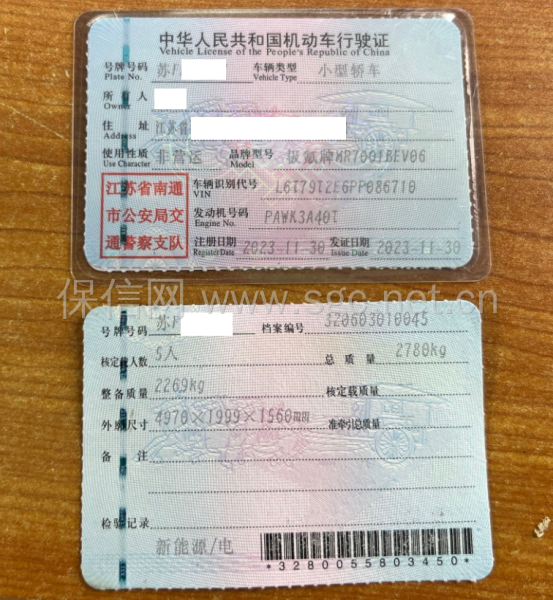 中华人民共和国机动车行驶证
Vehicle License of the People's Republic of China
号牌号码 苏F 车辆类型 小型轿车
Plate No. Vehicle Type
所有人
Owner
住址 江苏省
Address
使用性质 非营运 品牌型号 极氪牌MR7001BEV06
Use Character Model
江苏省南通
市公安局交
通警察支队
车辆识别代号 L6T79T2EGPP086710
VIN
发动机号码 PAWK3A40T
Engine No.
注册日期 2023-11-30 发证日期 2023-11-30
Register Date Issue Date
保信网 www.sgc.net.cn
号牌号码 苏F 档案编号 320603010045
核定载人数 5人 总质量 2780kg
整备质量 2269kg 核定载质量
外廓尺寸 4970×1999×1560mm 准牵引总质量
备注
检验记录
新能源/电
*3280055803450*